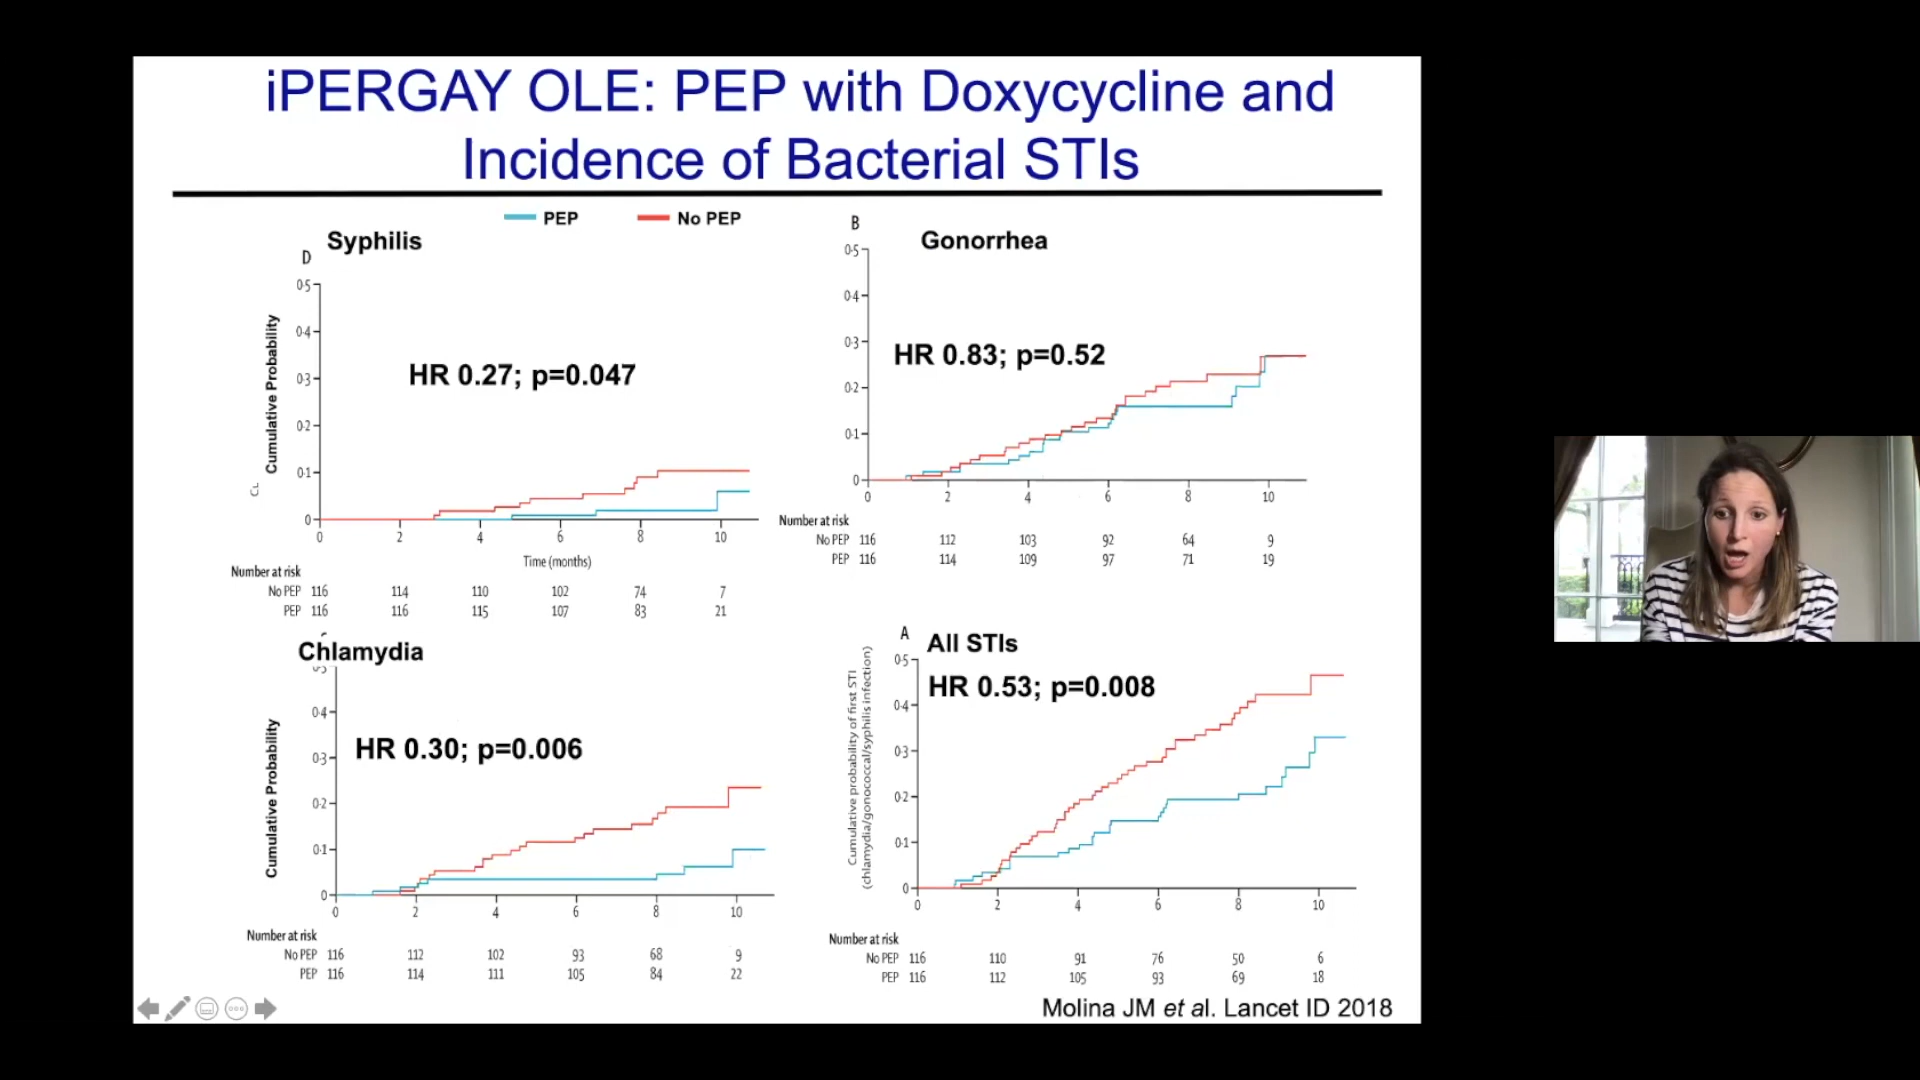 iPERGAY OLE: PEP with Doxycycline and
Incidence of Bacterial STIs
PEP
No PEP
D
Syphilis
0·5
0·4
0·3
0·2
0·1
0
Cumulative Probability
HR 0.27; p=0.047
0 2 4 6 8 10
Time (months)
Number at risk
No PEP 116 114 110 102 74 7
PEP 116 116 115 107 83 21
B
Gonorrhea
0·5
0·4
0·3
0·2
0·1
0
HR 0.83; p=0.52
0 2 4 6 8 10
Number at risk
No PEP 116 112 103 92 64 9
PEP 116 114 109 97 71 19
Chlamydia
0·4
0·3
0·2
0·1
0
Cumulative Probability
HR 0.30; p=0.006
0 2 4 6 8 10
Number at risk
No PEP 116 112 102 93 68 9
PEP 116 114 111 105 84 22
A
All STIs
HR 0.53; p=0.008
0·5
0·4
0·3
0·2
0·1
0
Cumulative probability of first STI
(chlamydia/gonococcal/syphilis infection)
0 2 4 6 8 10
Number at risk
No PEP 116 110 91 76 50 6
PEP 116 112 105 93 69 18
Molina JM et al. Lancet ID 2018